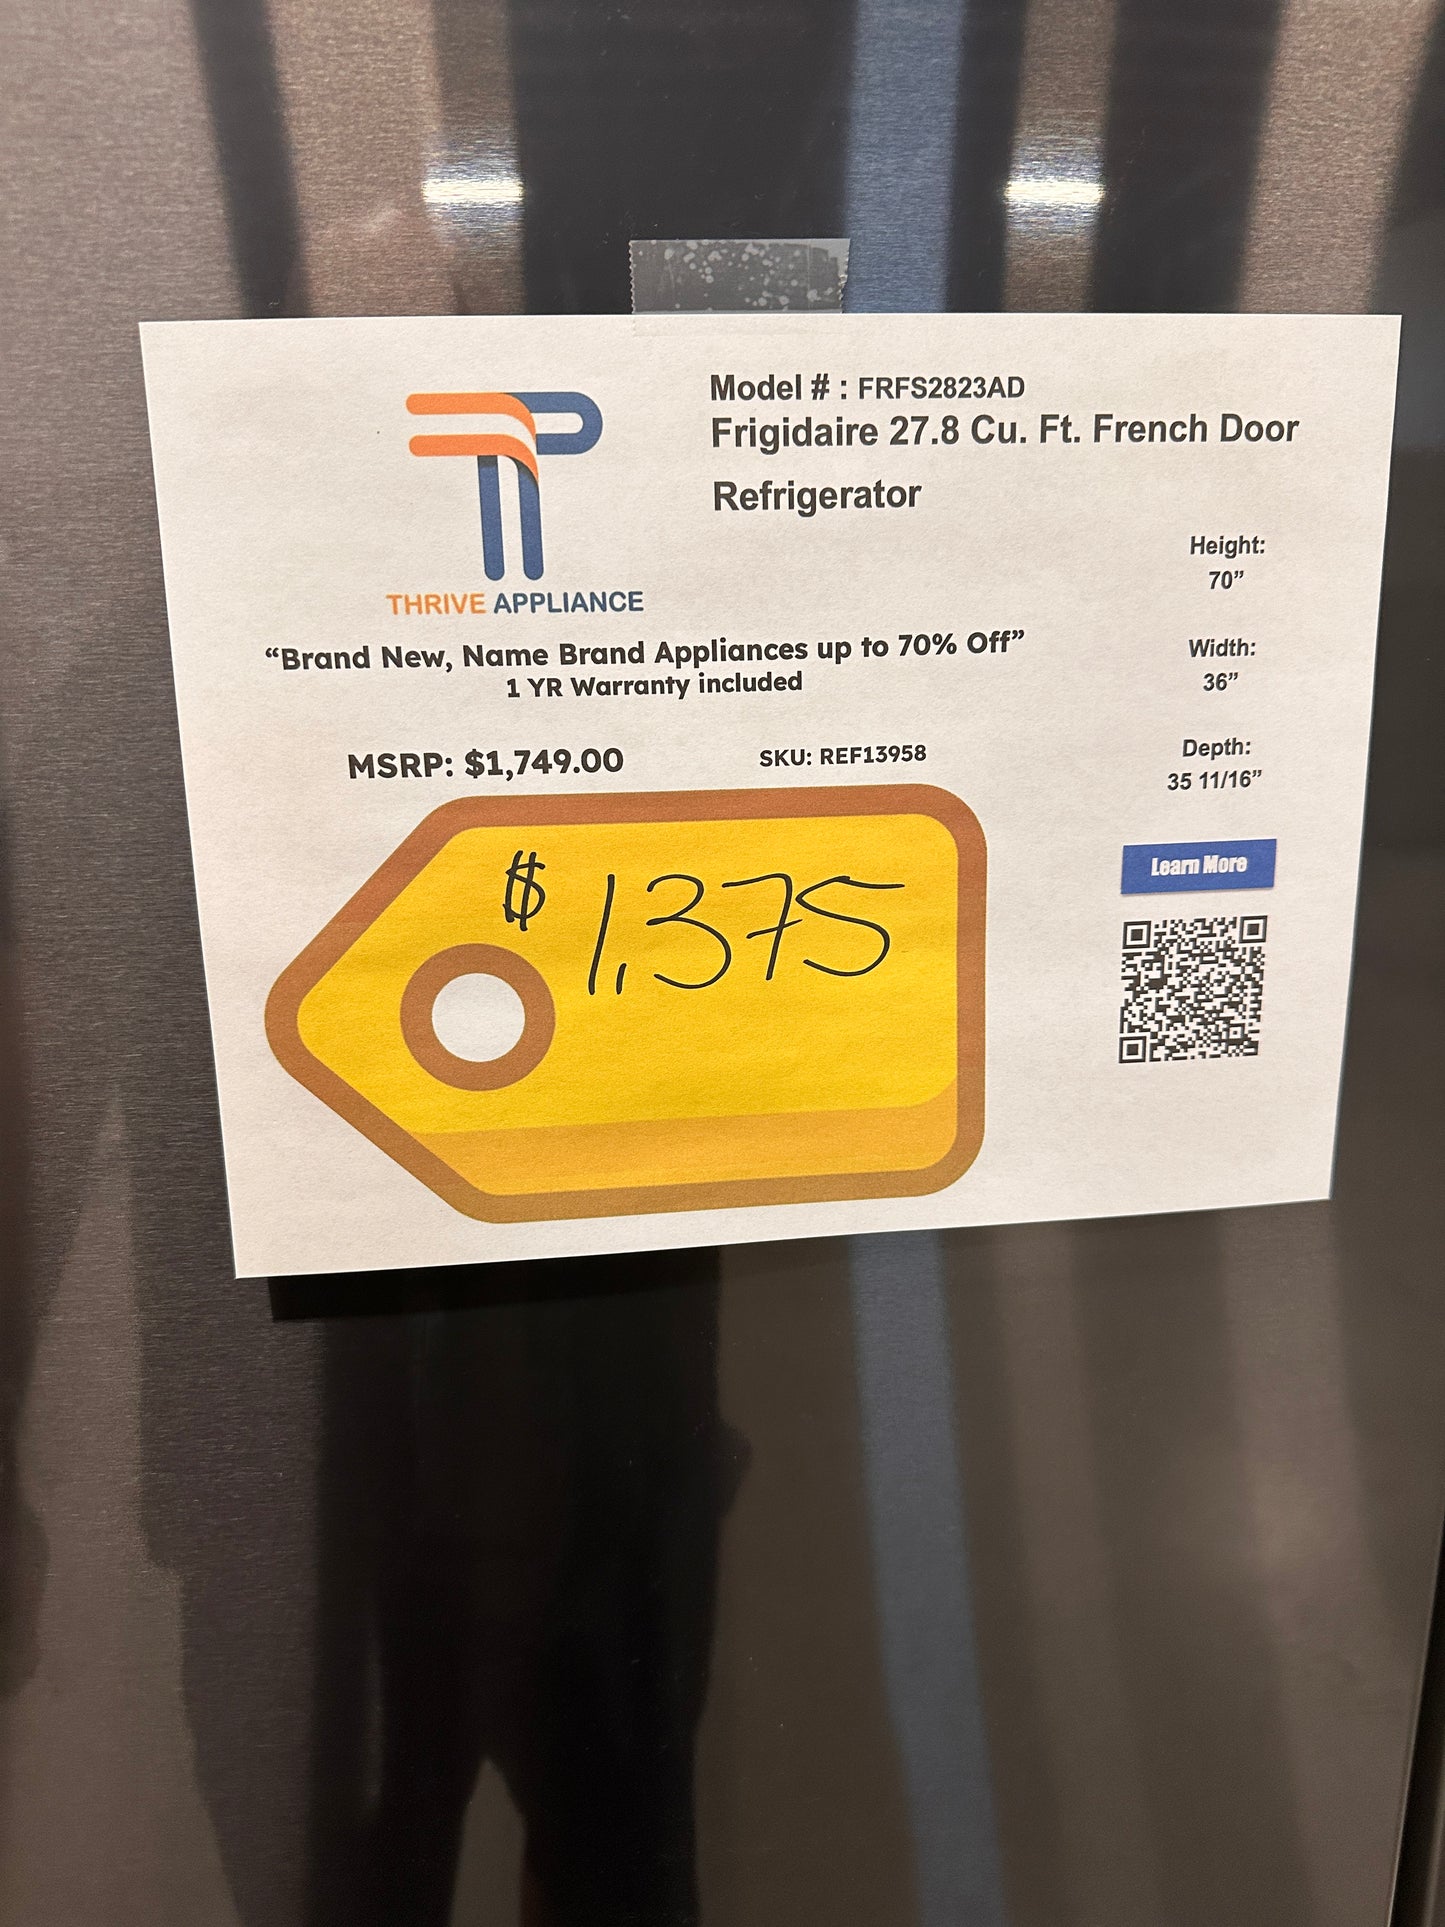 Model # : FRFS2823AD
Frigidaire 27.8 Cu. Ft. French Door
Refrigerator
THRIVE APPLIANCE
"Brand New, Name Brand Appliances up to 70% Off"
1 YR Warranty included
MSRP: $1,749.00
SKU: REF13958
Height:
70”
Width:
36”
Depth:
35 11/16”
$1,375
Learn More